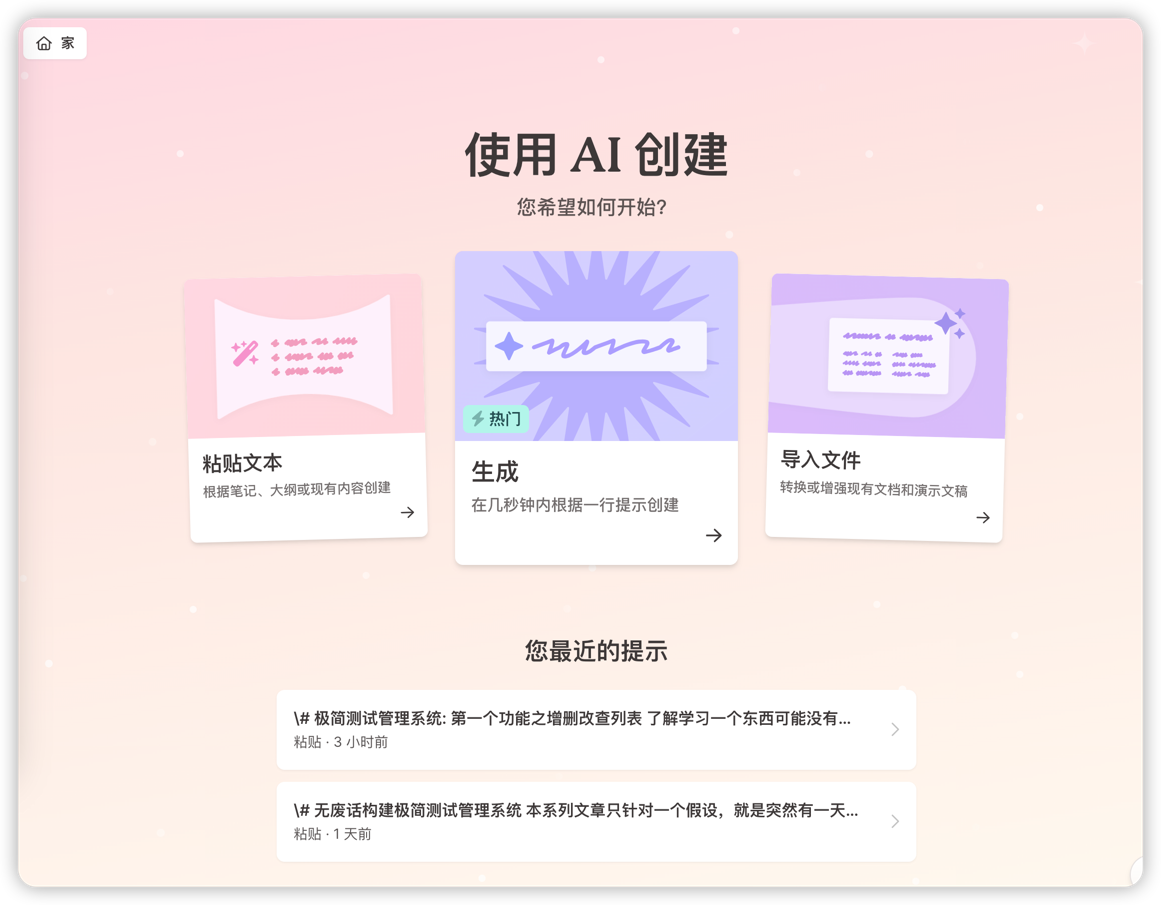 家
使用 AI 创建
您希望如何开始?
热门
粘贴文本
根据笔记、大纲或现有内容创建
生成
在几秒钟内根据一行提示创建
导入文件
转换或增强现有文档和演示文稿
您最近的提示
\# 极简测试管理系统: 第一个功能之增删改查列表 了解学习一个东西可能没有...
粘贴 · 3 小时前
\# 无废话构建极简测试管理系统 本系列文章只针对一个假设，就是突然有一天...
粘贴 · 1 天前